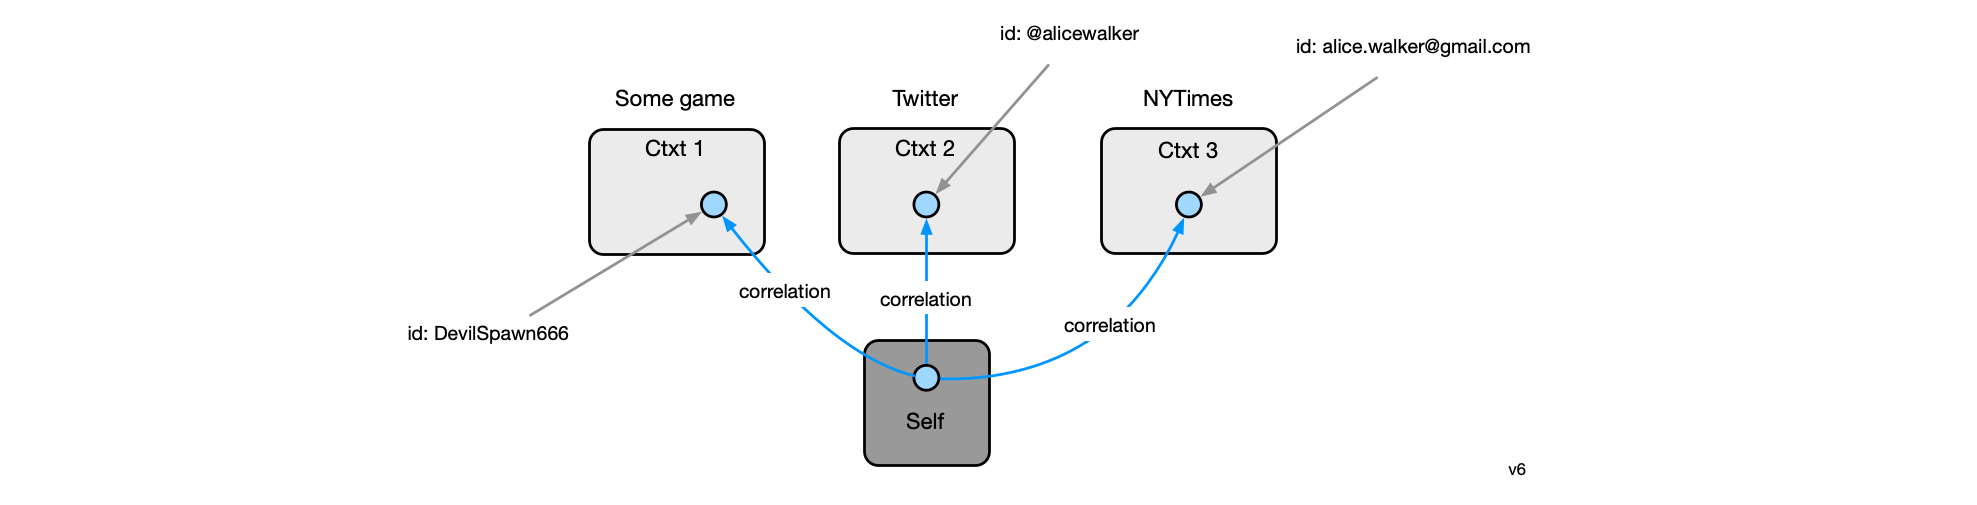 id: @alicewalker
id: alice.walker@gmail.com
Some game
Twitter
NYTimes
Ctxt 1
Ctxt 2
Ctxt 3
correlation
correlation
correlation
id: DevilSpawn666
Self
v6